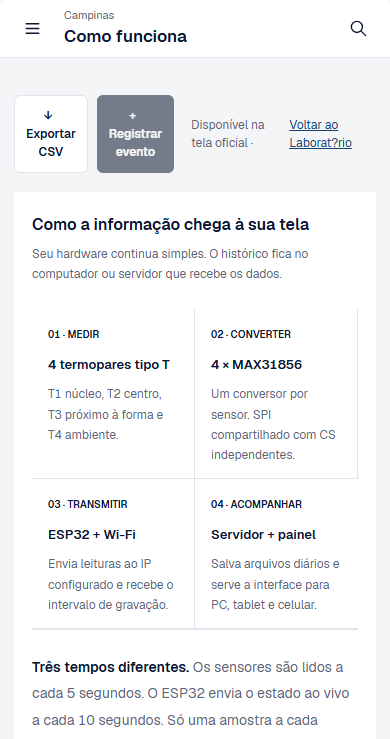 Campinas
Como funciona
↓
Exportar
CSV
+
Registrar
evento
Disponível na
tela oficial ·
Voltar ao
Laborat?rio
Como a informação chega à sua tela
Seu hardware continua simples. O histórico fica no
computador ou servidor que recebe os dados.
01 · MEDIR
4 termopares tipo T
T1 núcleo, T2 centro,
T3 próximo à forma e
T4 ambiente.
02 · CONVERTER
4 × MAX31856
Um conversor por
sensor. SPI
compartilhado com CS
independentes.
03 · TRANSMITIR
ESP32 + Wi-Fi
Envia leituras ao IP
configurado e recebe o
intervalo de gravação.
04 · ACOMPANHAR
Servidor + painel
Salva arquivos diários e
serve a interface para
PC, tablet e celular.
Três tempos diferentes. Os sensores são lidos a
cada 5 segundos. O ESP32 envia o estado ao vivo
a cada 10 segundos. Só uma amostra a cada